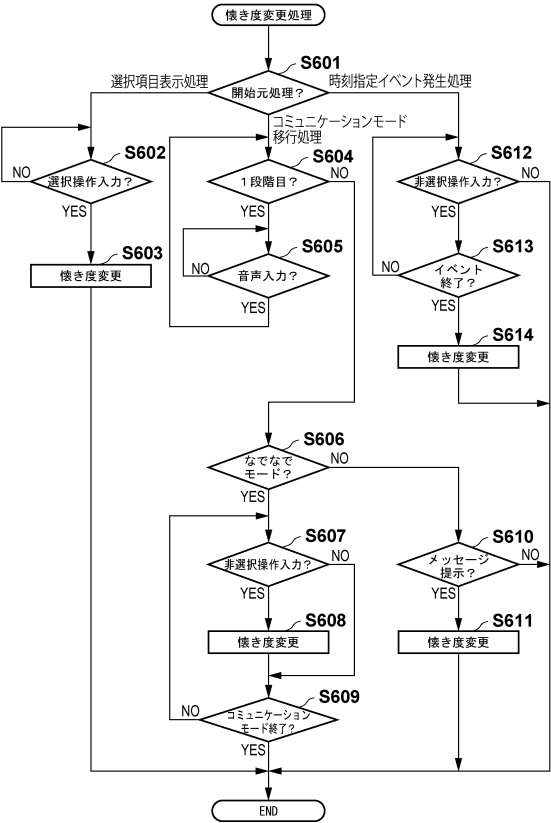 懐き度変更処理
S601
選択項目表示処理
開始元処理?
時刻指定イベント発生処理
コミュニケーションモード
移行処理
S602
選択操作入力?
NO
YES
S603
懐き度変更
S604
1段階目?
NO
YES
S605
音声入力?
NO
YES
S612
非選択操作入力?
NO
YES
S613
イベント
終了?
NO
YES
S614
懐き度変更
S606
なでなで
モード?
NO
YES
S607
非選択操作入力?
NO
YES
S608
懐き度変更
S609
コミュニケーション
モード終了?
NO
YES
S610
メッセージ
提示?
NO
YES
S611
懐き度変更
END